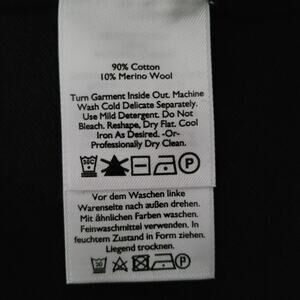 90% Cotton
10% Merino Wool
Turn Garment Inside Out. Machine
Wash Cold Delicate Separately.
Use Mild Detergent. Do Not
Bleach. Reshape, Dry Flat. Cool
Iron As Desired. -Or-
Professionally Dry Clean.
Vor dem Waschen linke
Warenseite nach außen drehen.
Mit ähnlichen Farben waschen.
Feinwaschmittel verwenden. In
feuchtem Zustand in Form ziehen.
Liegend trocknen.